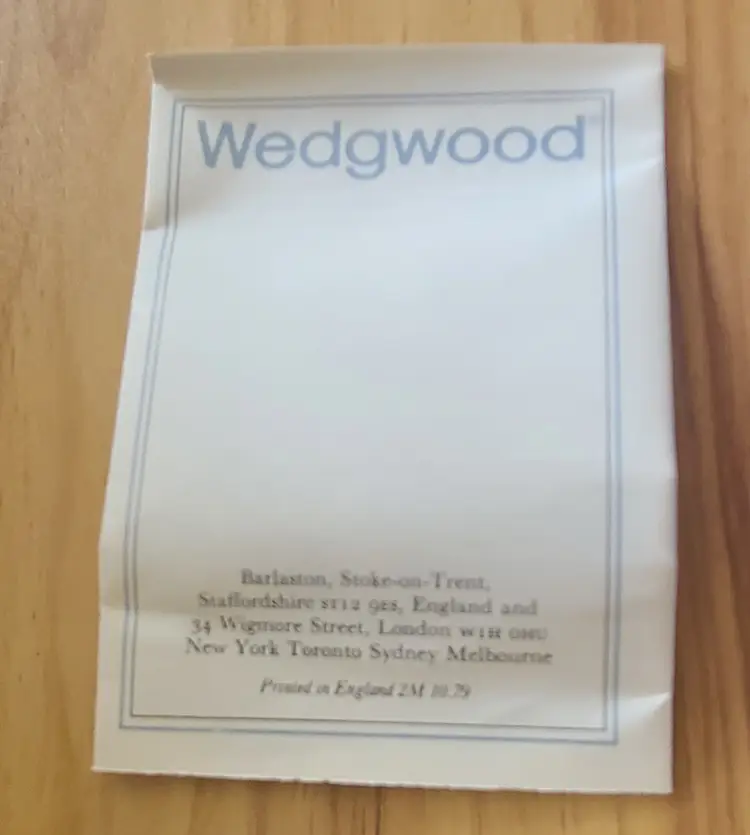 Wedgwood
Barlaston, Stoke-on-Trent,
Staffordshire ST12 9ES, England and
34 Wigmore Street, London W1H 0HU
New York Toronto Sydney Melbourne
Printed in England 2M 10.79